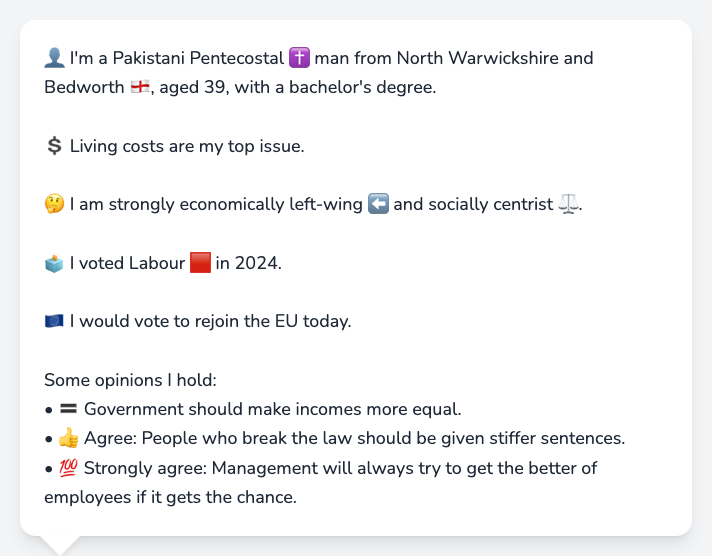 👤 I'm a Pakistani Pentecostal ✝️ man from North Warwickshire and
Bedworth 🏴󠁧󠁢󠁥󠁮󠁧󠁿, aged 39, with a bachelor's degree.
💲 Living costs are my top issue.
🤔 I am strongly economically left-wing ⬅️ and socially centrist ⚖️.
🗳️ I voted Labour 🟥 in 2024.
🇪🇺 I would vote to rejoin the EU today.
Some opinions I hold:
• 🟰 Government should make incomes more equal.
• 👍 Agree: People who break the law should be given stiffer sentences.
• 💯 Strongly agree: Management will always try to get the better of
employees if it gets the chance.